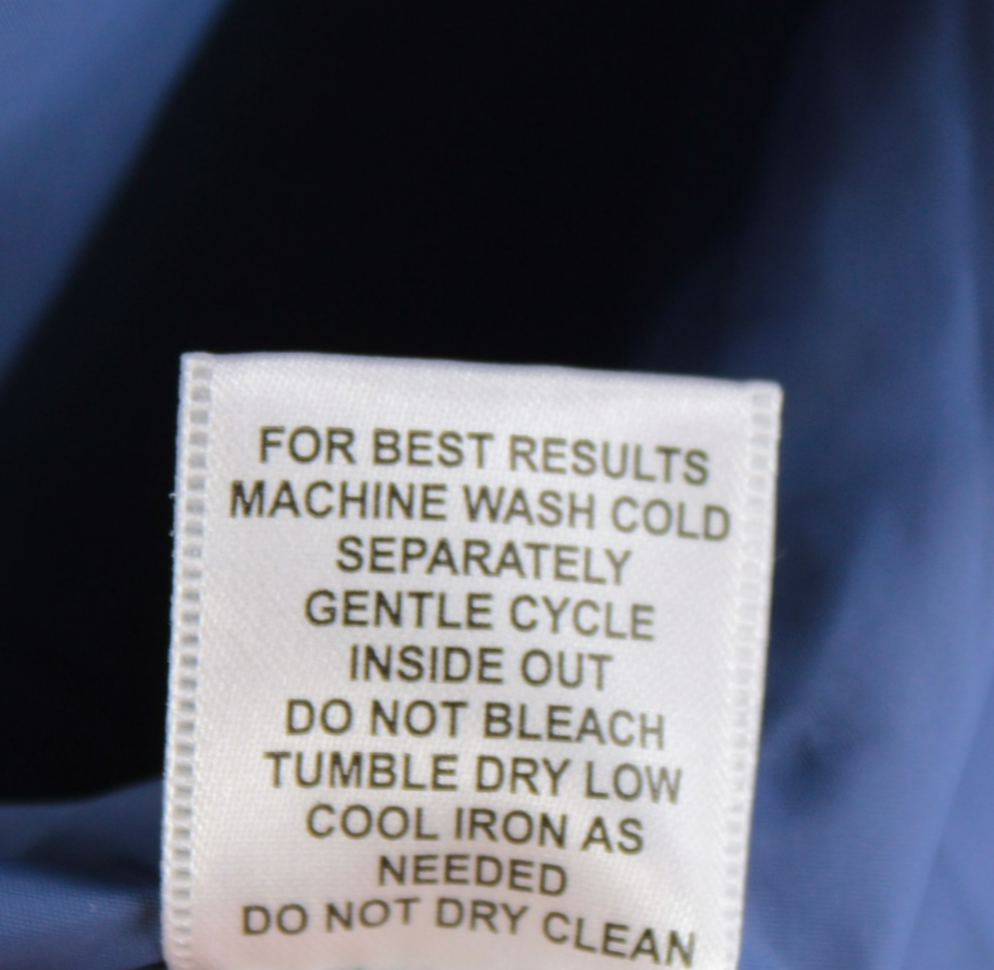 FOR BEST RESULTS
MACHINE WASH COLD
SEPARATELY
GENTLE CYCLE
INSIDE OUT
DO NOT BLEACH
TUMBLE DRY LOW
COOL IRON AS
NEEDED
DO NOT DRY CLEAN